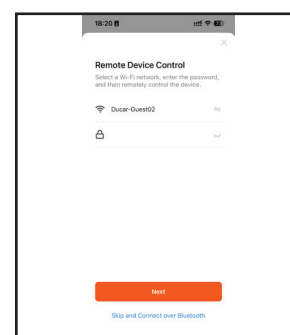 18:20
Remote Device Control
Select a Wi-Fi network, enter the password,
and then remotely control the device.
Ducar-Guest02
Next
Skip and Connect over Bluetooth